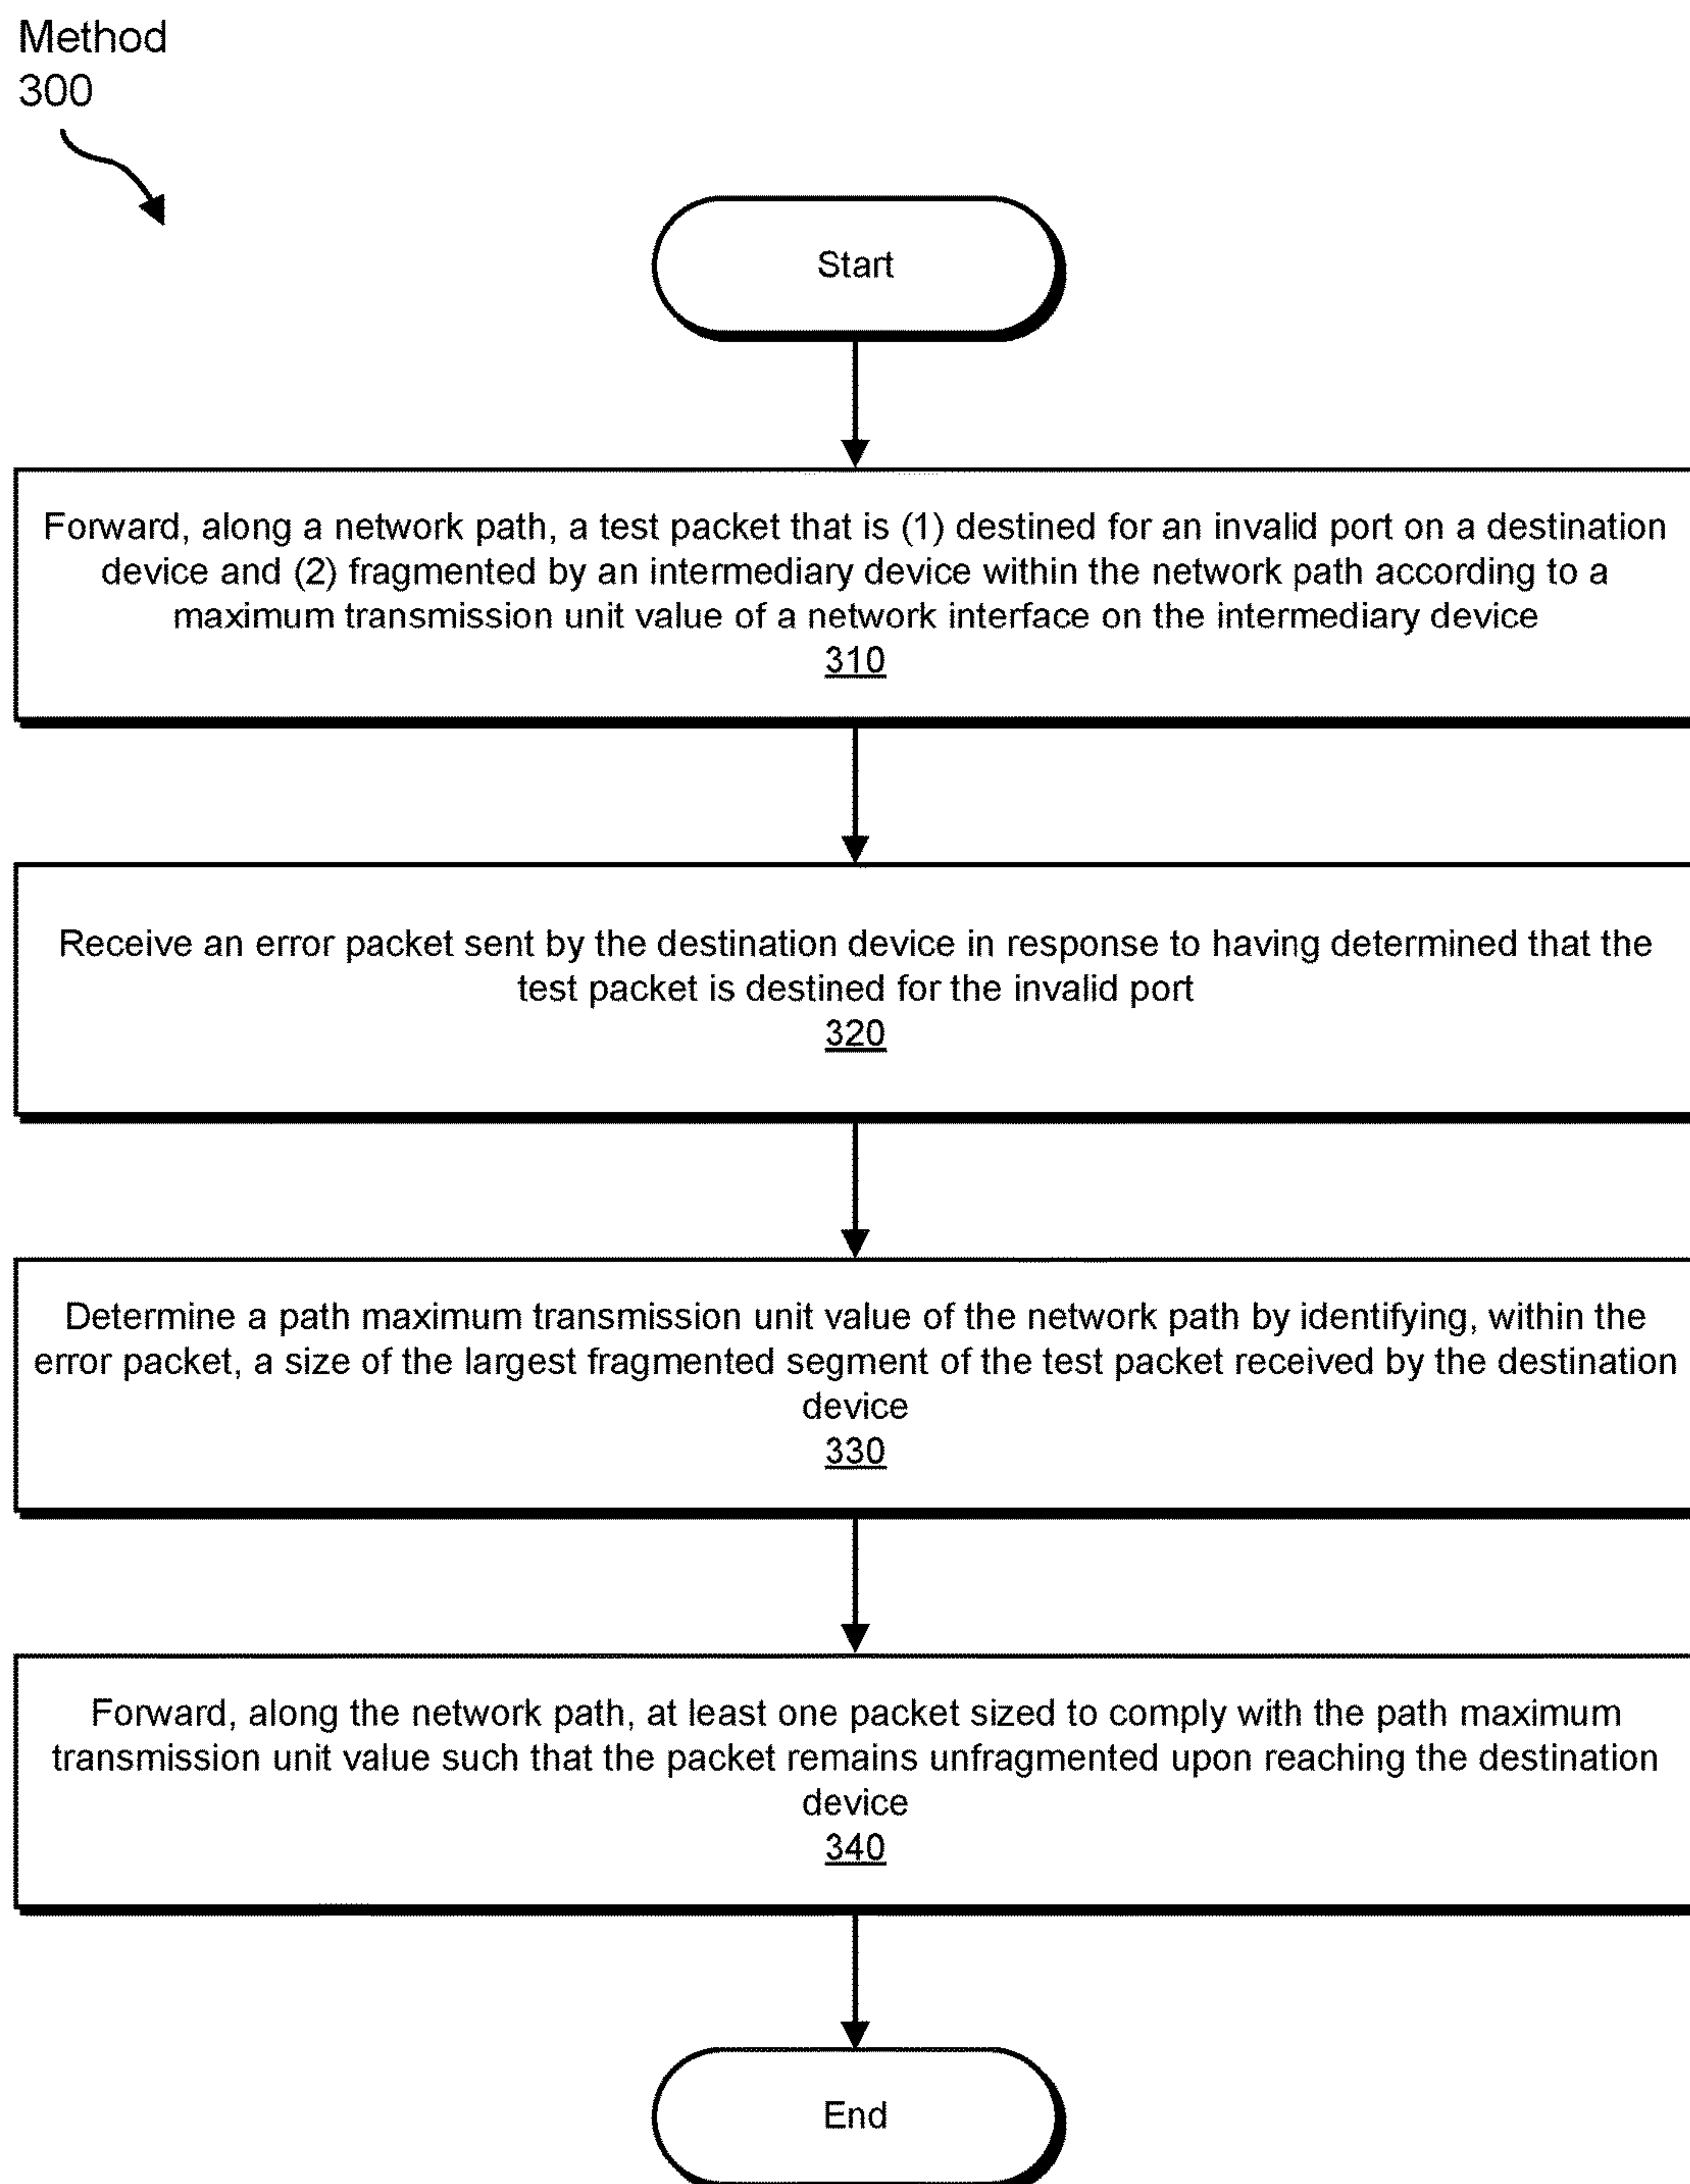 Method
300
Start
Forward, along a network path, a test packet that is (1) destined for an invalid port on a destination
device and (2) fragmented by an intermediary device within the network path according to a
maximum transmission unit value of a network interface on the intermediary device
310
Receive an error packet sent by the destination device in response to having determined that the
test packet is destined for the invalid port
320
Determine a path maximum transmission unit value of the network path by identifying, within the
error packet, a size of the largest fragmented segment of the test packet received by the destination
device
330
Forward, along the network path, at least one packet sized to comply with the path maximum
transmission unit value such that the packet remains unfragmented upon reaching the destination
device
340
End